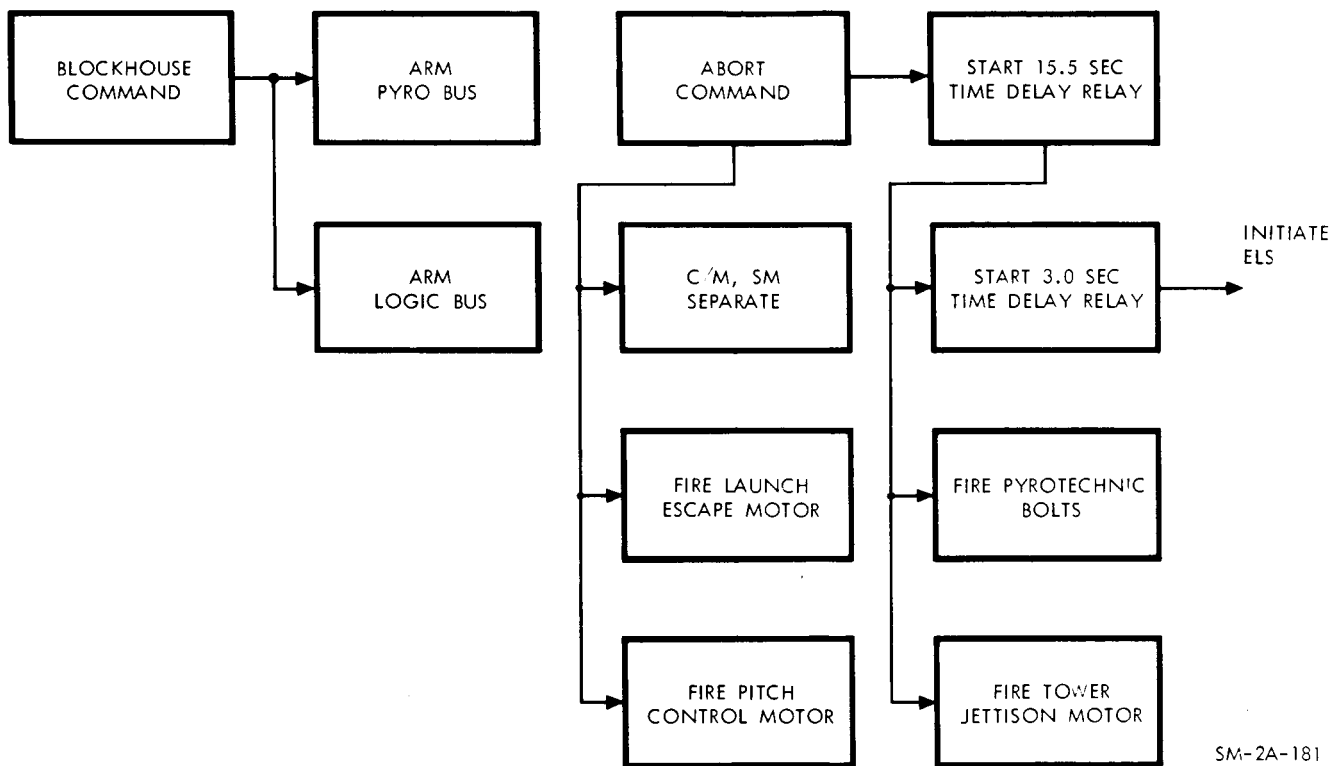 BLOCKHOUSE
COMMAND
ARM
PYRO BUS
ABORT
COMMAND
START 15.5 SEC
TIME DELAY RELAY
ARM
LOGIC BUS
C/M, SM
SEPARATE
START 3.0 SEC
TIME DELAY RELAY
INITIATE
ELS
FIRE LAUNCH
ESCAPE MOTOR
FIRE PYROTECHNIC
BOLTS
FIRE PITCH
CONTROL MOTOR
FIRE TOWER
JETTISON MOTOR
SM-2A-181